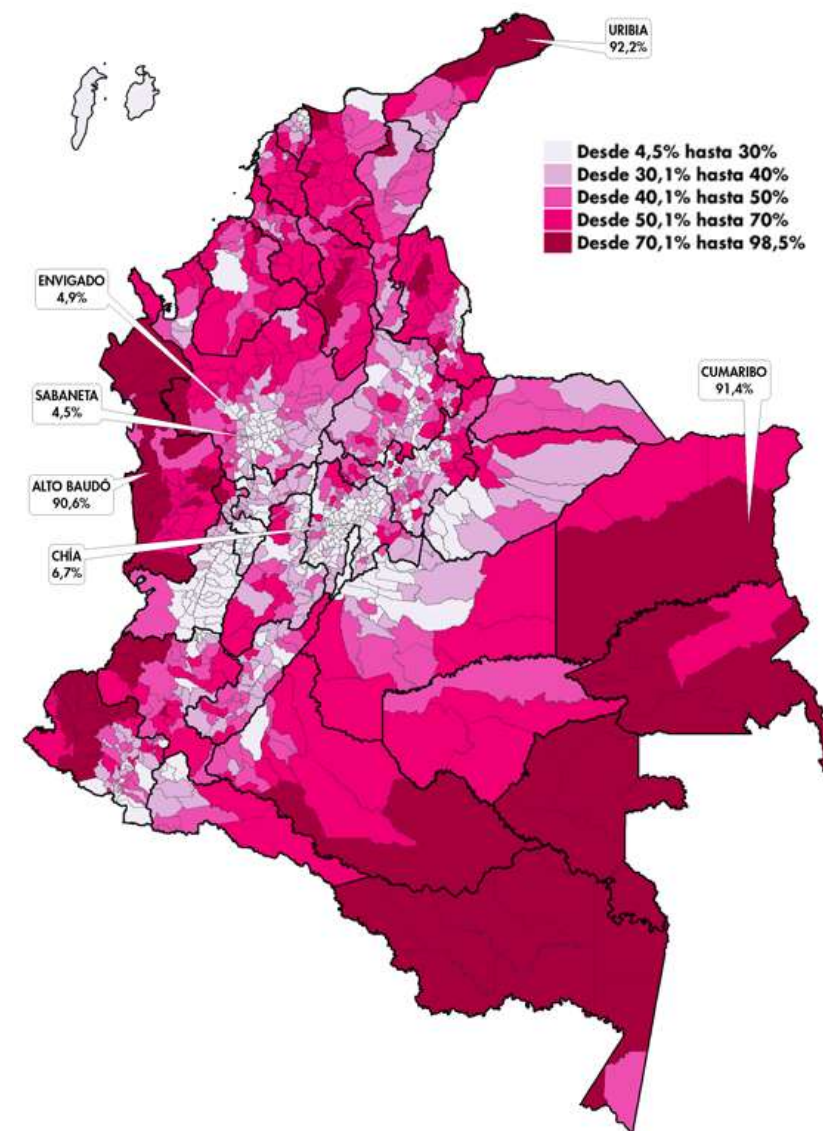 URIBIA
92,2%
Desde 4,5% hasta 30%
Desde 30,1% hasta 40%
Desde 40,1% hasta 50%
Desde 50,1% hasta 70%
Desde 70,1% hasta 98,5%
ENVIGADO
4,9%
SABANETA
4,5%
CUMARIBO
91,4%
ALTO BAUDÓ
90,6%
CHÍA
6,7%